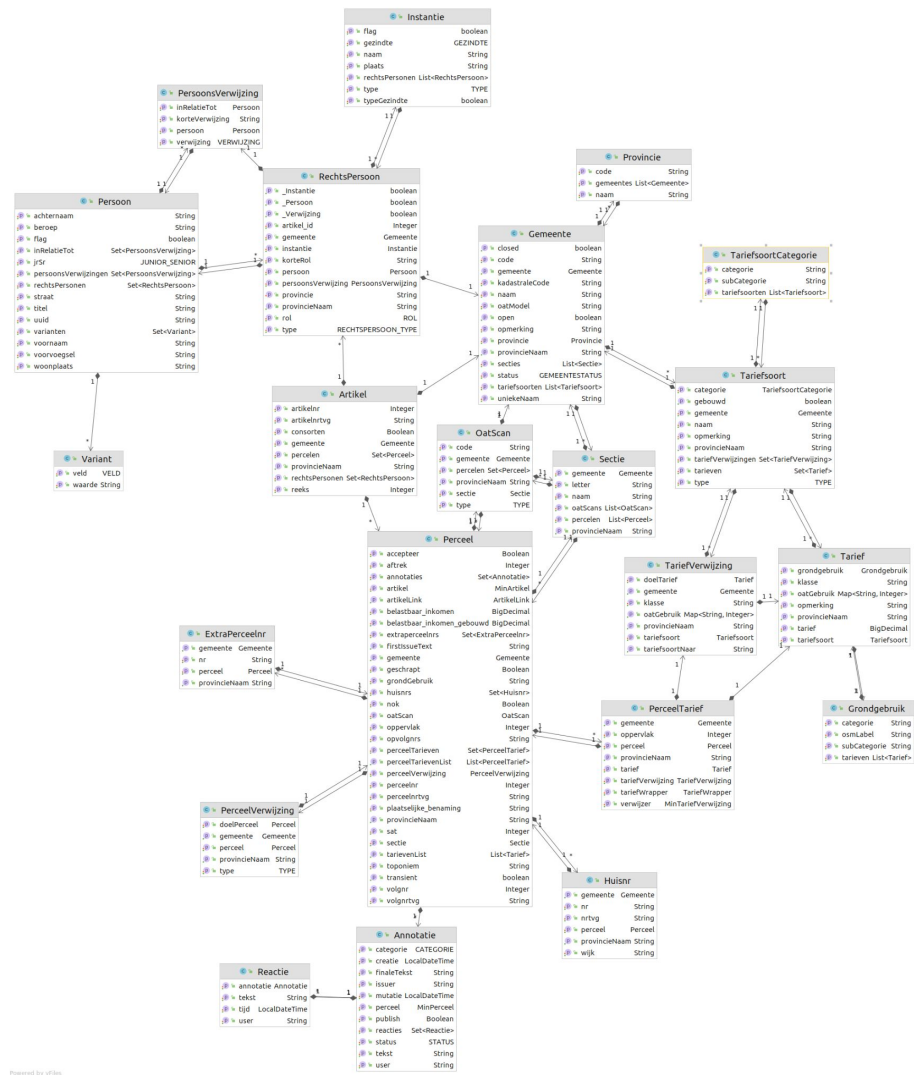 Instantie
flag boolean
gezindte GEZINDTE
naam String
plaats String
rechtsPersonen List<RechtsPersoon>
type TYPE
typeGezindte boolean
PersoonsVerwijzing
inRelatieTot Persoon
korteVerwijzing String
persoon Persoon
verwijzing VERWIJZING
RechtsPersoon
_Instantie boolean
_Persoon boolean
_Verwijzing boolean
artikel_id Integer
gemeente Gemeente
instantie Instantie
korteRol String
persoon Persoon
persoonsVerwijzing PersoonsVerwijzing
provincie String
provincieNaam String
rol ROL
type RECHTSPERSOON_TYPE
Provincie
code String
gemeentes List<Gemeente>
naam String
Persoon
achternaam String
beroep String
flag boolean
inRelatieTot Set<PersoonsVerwijzing>
jrSr JUNIOR_SENIOR
persoonsVerwijzingen Set<PersoonsVerwijzing>
rechtsPersonen Set<RechtsPersoon>
straat String
titel String
uuid String
varianten Set<Variant>
voornaam String
voorvoegsel String
woonplaats String
Gemeente
closed boolean
code String
gemeente Gemeente
kadastraleCode String
naam String
oatModel String
open boolean
opmerking String
provincie Provincie
provincieNaam String
secties List<Sectie>
status GEMEENTESTATUS
tariefsoorten List<Tariefsoort>
uniekeNaam String
TariefsoortCategorie
categorie String
subCategorie String
tariefsoorten List<Tariefsoort>
Tariefsoort
categorie TariefsoortCategorie
gebouwd boolean
gemeente Gemeente
naam String
opmerking String
provincieNaam String
tariefVerwijzingen Set<TariefVerwijzing>
tarieven Set<Tarief>
type TYPE
Artikel
artikelnr Integer
artikelnrtvg String
consorten Boolean
gemeente Gemeente
percelen Set<Perceel>
provincieNaam String
rechtsPersonen Set<RechtsPersoon>
reeks Integer
OatScan
code String
gemeente Gemeente
percelen Set<Perceel>
provincieNaam String
sectie Sectie
type TYPE
Sectie
gemeente Gemeente
letter String
naam String
oatScans List<OatScan>
percelen List<Perceel>
provincieNaam String
Variant
veld VELD
waarde String
Perceel
accepteer Boolean
aftrek Integer
annotaties Set<Annotatie>
artikel MinArtikel
artikelLink ArtikelLink
belastbaar_inkomen BigDecimal
belastbaar_inkomen_gebouwd BigDecimal
extraperceelnrs Set<ExtraPerceelnr>
firstIssueText String
gemeente Gemeente
geschrapt Boolean
grondGebruik String
huisnrs Set<Huisnr>
nok Boolean
oatScan OatScan
oppervlak Integer
opvolgnrs String
perceelTarieven Set<PerceelTarief>
perceelTarievenList List<PerceelTarief>
perceelVerwijzing PerceelVerwijzing
perceelnr Integer
perceelnrtvg String
plaatselijke_benaming String
provincieNaam String
sat Integer
sectie Sectie
tarievenList List<Tarief>
toponiem String
transient boolean
volgnr Integer
volgnrtvg String
TariefVerwijzing
doelTarief Tarief
gemeente Gemeente
klasse String
oatGebruik Map<String, Integer>
provincieNaam String
tariefsoort Tariefsoort
tariefsoortNaar String
Tarief
grondgebruik Grondgebruik
klasse String
oatGebruik Map<String, Integer>
opmerking String
provincieNaam String
tarief BigDecimal
tariefsoort Tariefsoort
ExtraPerceelnr
gemeente Gemeente
nr String
perceel Perceel
provincieNaam String
PerceelTarief
gemeente Gemeente
oppervlak Integer
perceel Perceel
provincieNaam String
tarief Tarief
tariefVerwijzing TariefVerwijzing
tariefWrapper TariefWrapper
verwijzer MinTariefVerwijzing
Grondgebruik
categorie String
osmLabel String
subCategorie String
tarieven List<Tarief>
PerceelVerwijzing
doelPerceel Perceel
gemeente Gemeente
perceel Perceel
provincieNaam String
type TYPE
Huisnr
gemeente Gemeente
nr String
nrtvg String
perceel Perceel
provincieNaam String
wijk String
Annotatie
categorie CATEGORIE
creatie LocalDateTime
finaleTekst String
issuer String
mutatie LocalDateTime
perceel MinPerceel
publish Boolean
reacties Set<Reactie>
status STATUS
tekst String
user String
Reactie
annotatie Annotatie
tekst String
tijd LocalDateTime
user String
Powered by yFiles